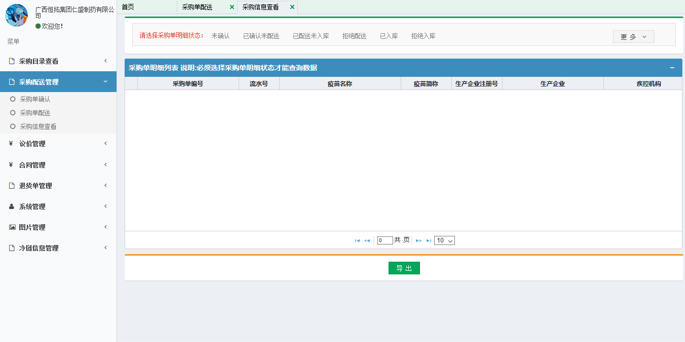 广西恒拓集团仁盛制药有限公司
欢迎您!
菜单
采购目录查看
采购配送管理
采购单确认
采购单配送
采购信息查看
议价管理
合同管理
退货单管理
系统管理
图片管理
冷链信息管理
首页 采购单配送 采购信息查看
请选择采购单明细状态： 未确认 已确认未配送 已配送未入库 拒绝配送 已入库 拒绝入库 更 多
采购单明细列表 说明:必须选择采购单明细状态才能查询数据
采购单编号 流水号 疫苗名称 疫苗简称 生产企业注册号 生产企业 疾控机构
0 共 页 10
导 出